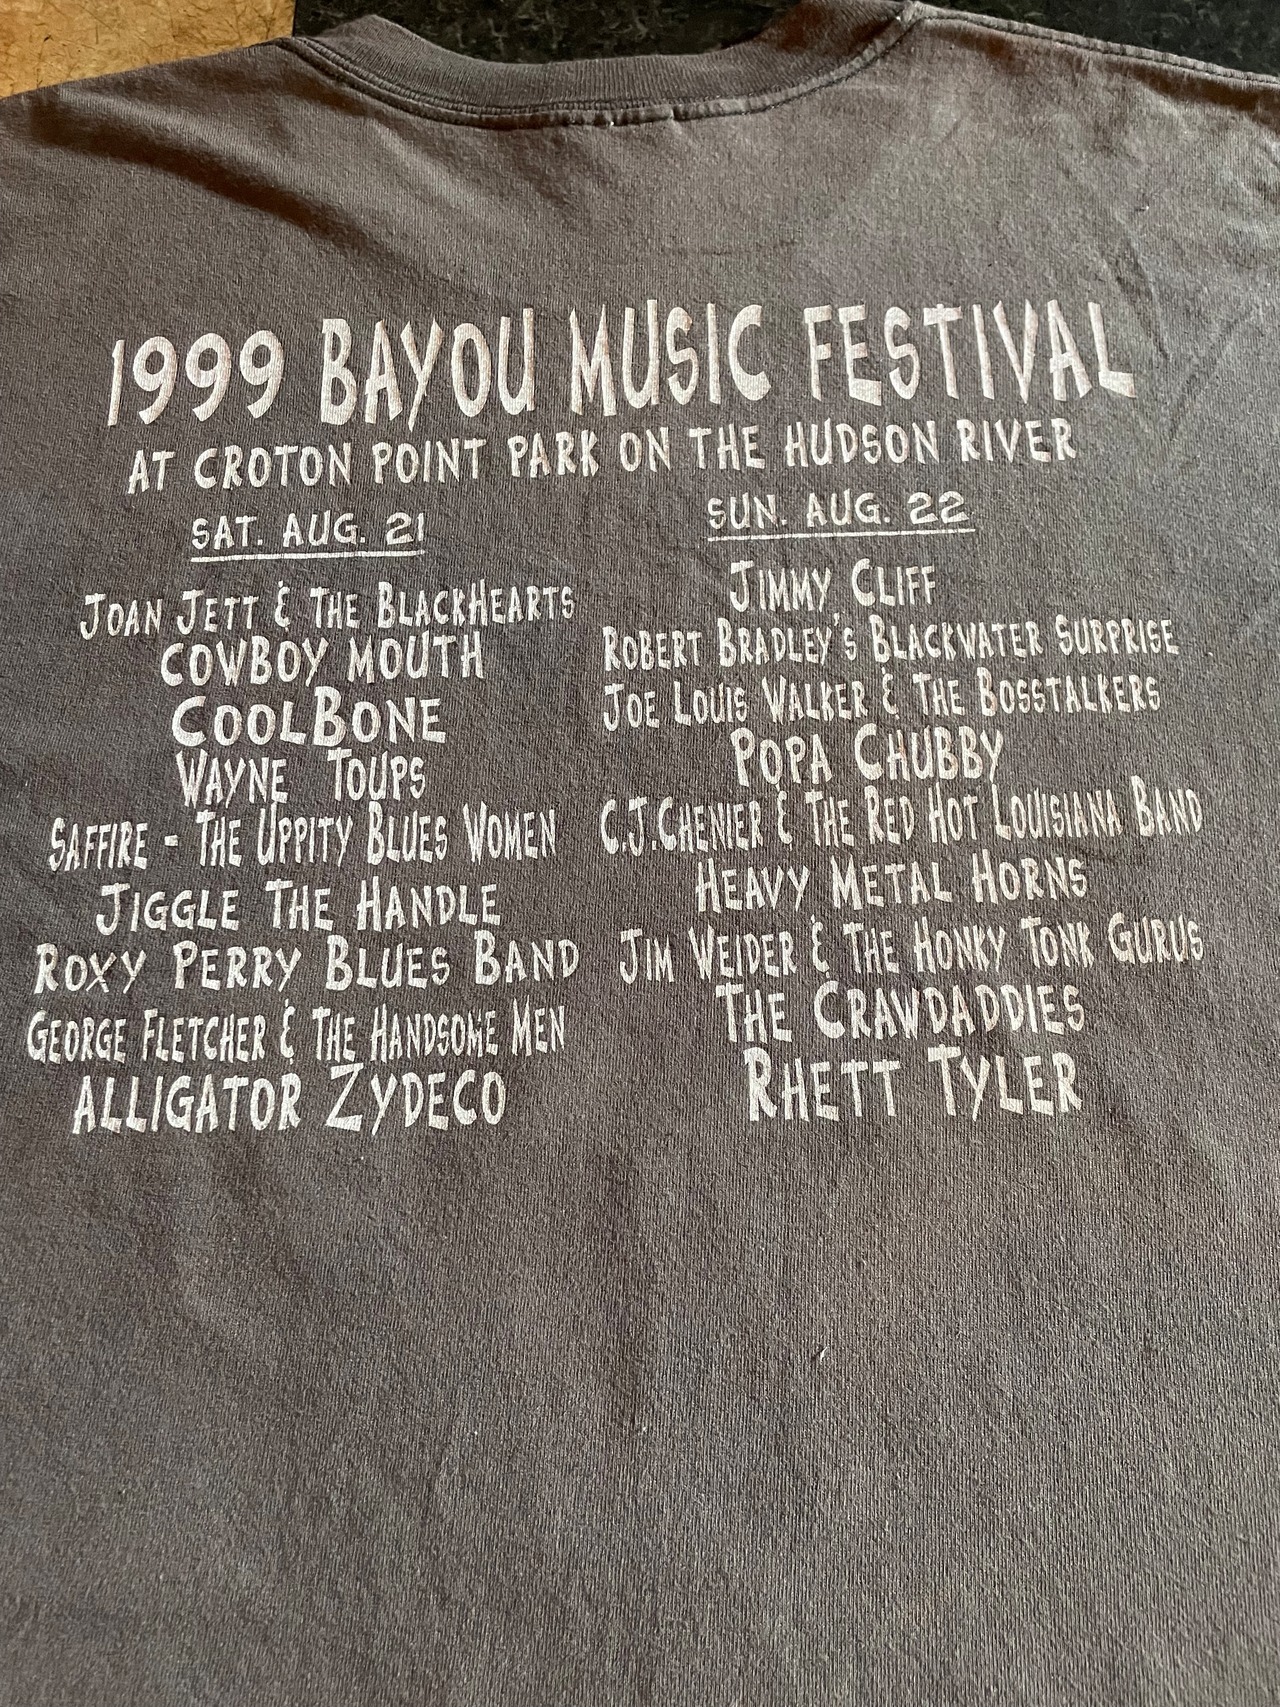 1999 BAYOU MUSIC FESTIVAL
AT CROTON POINT PARK ON THE HUDSON RIVER
SAT. AUG. 21
JOAN JETT & THE BLACKHEARTS
COWBOY MOUTH
COOLBONE
WAYNE TOUPS
SAFFIRE - THE UPPITY BLUES WOMEN
JIGGLE THE HANDLE
ROXY PERRY BLUES BAND
GEORGE FLETCHER & THE HANDSOME MEN
ALLIGATOR ZYDECO
SUN. AUG. 22
JIMMY CLIFF
ROBERT BRADLEY'S BLACKWATER SURPRISE
JOE LOUIS WALKER & THE BOSSTALKERS
POPA CHUBBY
C.J.CHENIER & THE RED HOT LOUISIANA BAND
HEAVY METAL HORNS
JIM WEIDER & THE HONKY TONK GURUS
THE CRAWDADDIES
RHETT TYLER